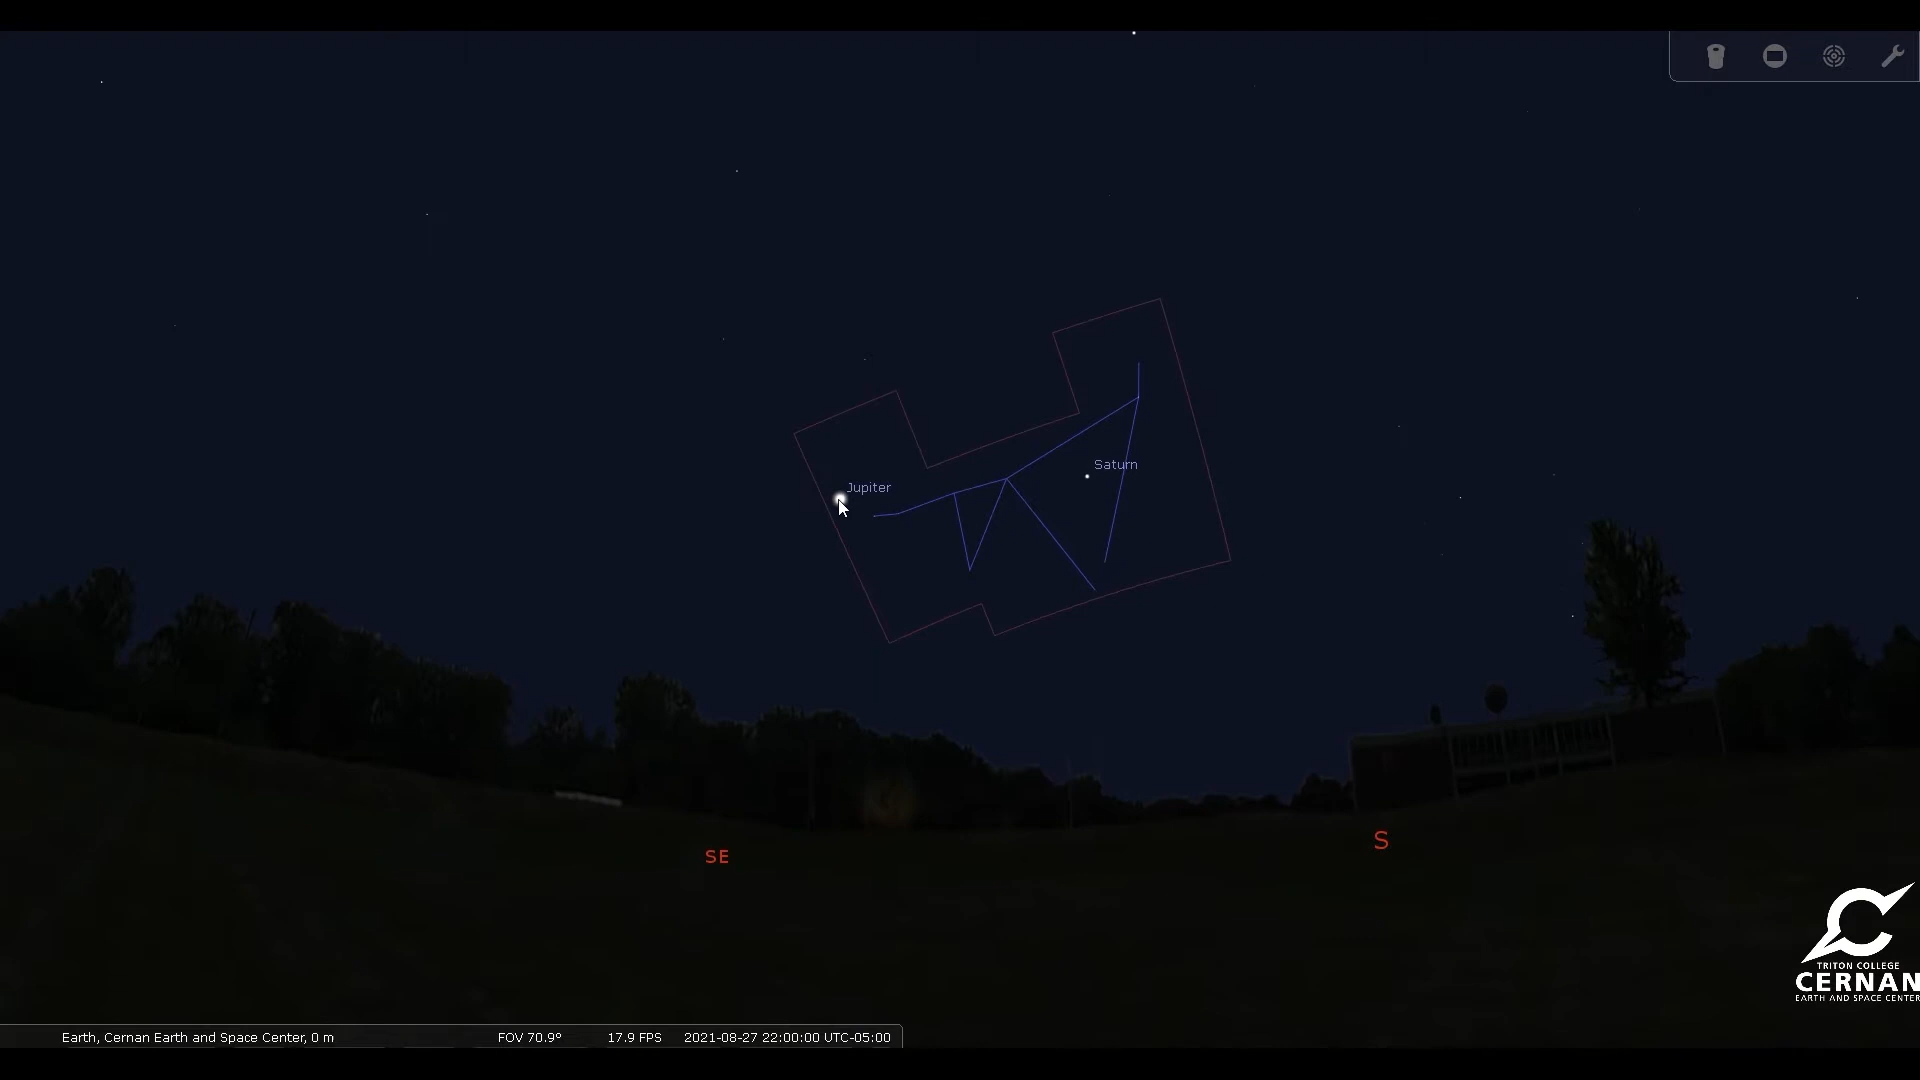 Saturn
Jupiter
S
SE
TRITON COLLEGE
CERNAN
EARTH AND SPACE CENTER
Earth, Cernan Earth and Space Center, 0 m FOV 70.9° 17.9 FPS 2021-08-27 22:00:00 UTC-05:00